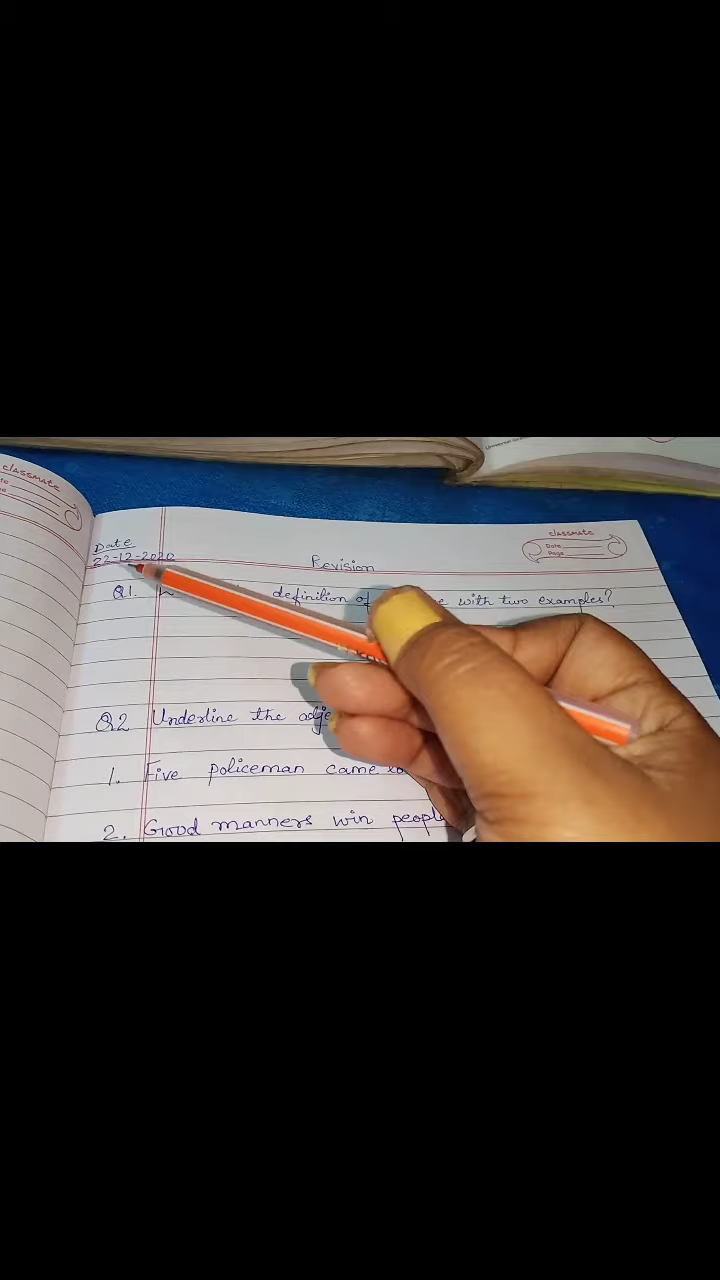 classmate
Date
22-12-2020
Revision
classmate
Date
Page
Q1. definition of with two examples?
Q2 Underline the
1. Five policeman came
2. Good manners win